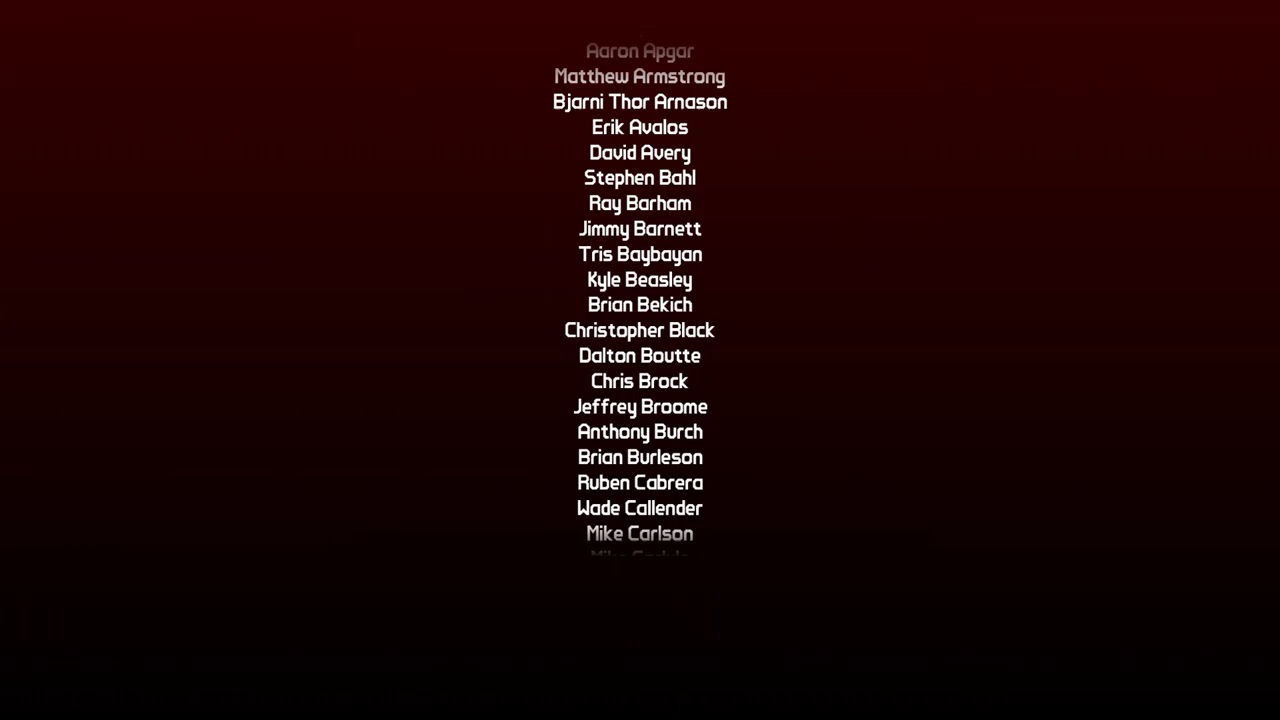 Aaron Apgar
Matthew Armstrong
Bjarni Thor Arnason
Erik Avalos
David Avery
Stephen Bahl
Ray Barham
Jimmy Barnett
Tris Baybayan
Kyle Beasley
Brian Bekich
Christopher Black
Dalton Boutte
Chris Brock
Jeffrey Broome
Anthony Burch
Brian Burleson
Ruben Cabrera
Wade Callender
Mike Carlson
Mike